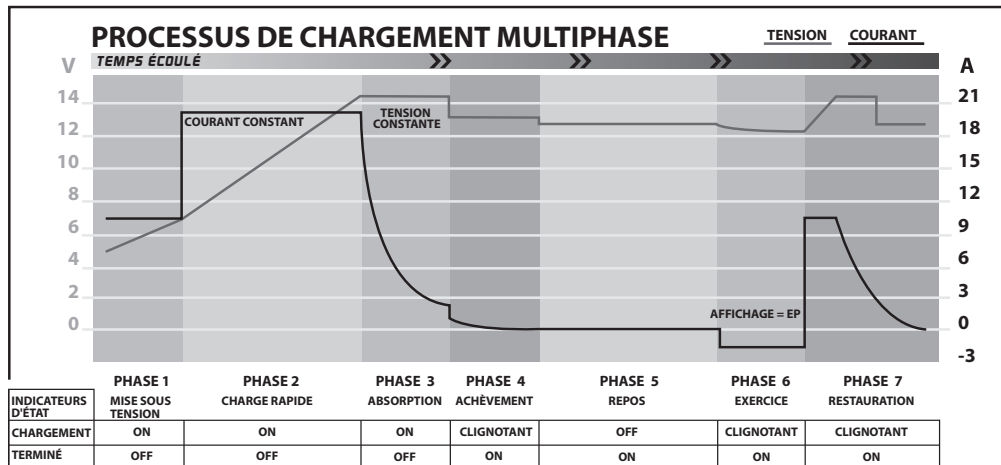 PROCESSUS DE CHARGEMENT MULTIPHASE
TENSION COURANT
TEMPS ÉCOULÉ
V A
14 21
12 18
10 15
8 12
6 9
4 6
2 3
0 0
-3
COURANT CONSTANT
TENSION
CONSTANTE
AFFICHAGE = EP
PHASE 1 PHASE 2 PHASE 3 PHASE 4 PHASE 5 PHASE 6 PHASE 7
INDICATEURS D'ÉTAT MISE SOUS TENSION CHARGE RAPIDE ABSORPTION ACHÈVEMENT REPOS EXERCICE RESTAURATION
CHARGEMENT ON ON ON CLIGNOTANT OFF CLIGNOTANT CLIGNOTANT
TERMINÉ OFF OFF OFF ON ON ON ON